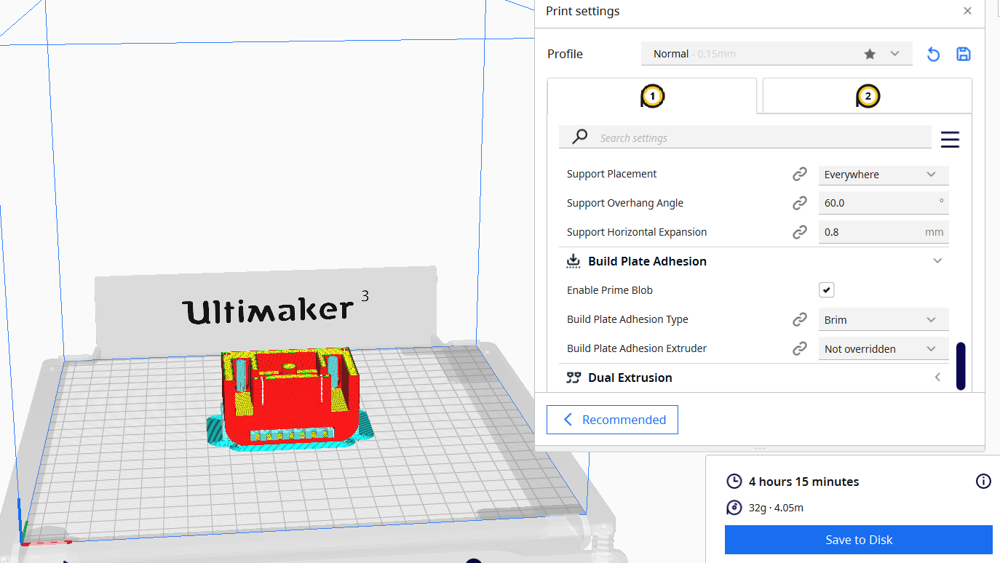 Print settings
Profile
Normal - 0.15mm
1
2
Search settings
Support Placement
Everywhere
Support Overhang Angle
60.0 °
Support Horizontal Expansion
0.8 mm
Build Plate Adhesion
Enable Prime Blob
Build Plate Adhesion Type
Brim
Build Plate Adhesion Extruder
Not overridden
Dual Extrusion
Recommended
Ultimaker 3
4 hours 15 minutes
32g · 4.05m
Save to Disk